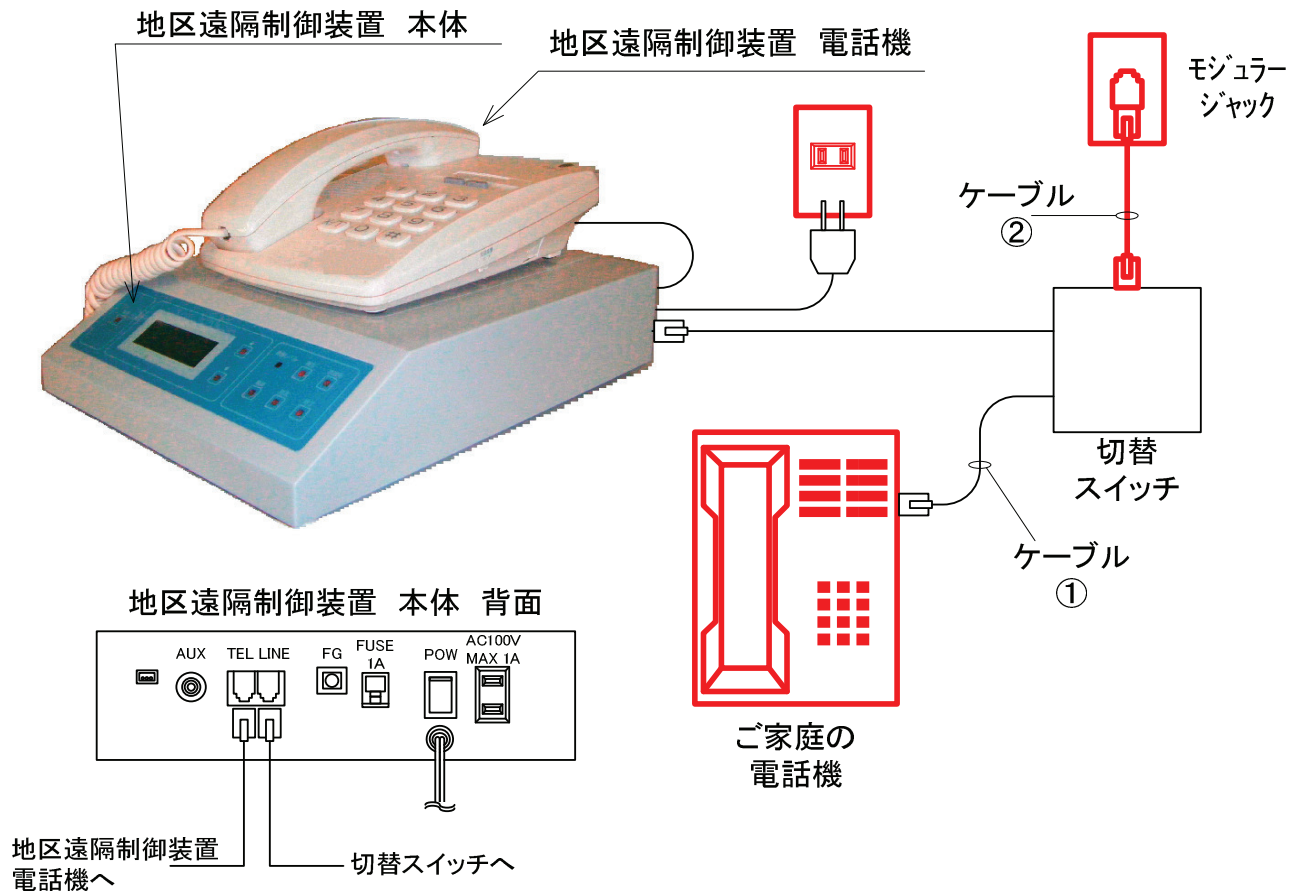 地区遠隔制御装置 本体
地区遠隔制御装置 電話機
モジュラー
ジャック
ケーブル
②
切替
スイッチ
ケーブル
①
ご家庭の
電話機
地区遠隔制御装置 本体 背面
AUX TEL LINE FG FUSE
1A POW AC100V
MAX 1A
地区遠隔制御装置
電話機へ
切替スイッチへ